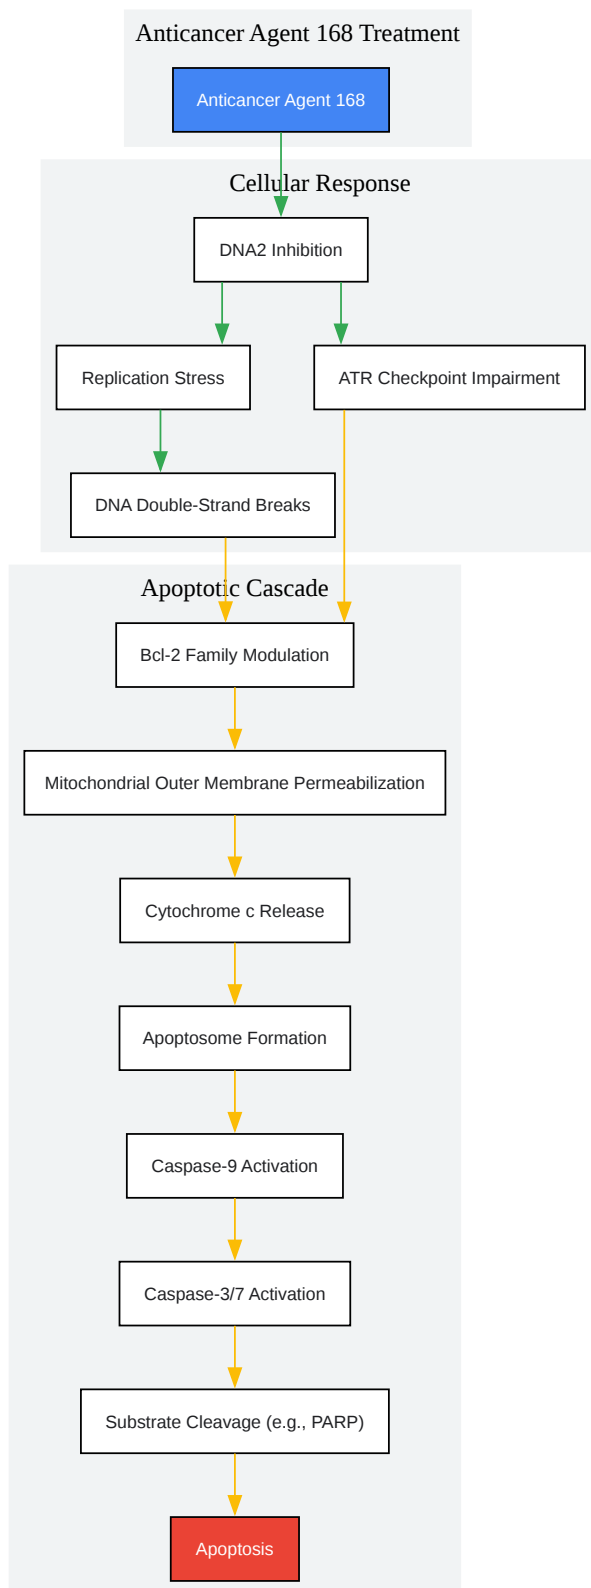 Anticancer Agent 168 Treatment
Anticancer Agent 168
Cellular Response
DNA2 Inhibition
Replication Stress
ATR Checkpoint Impairment
DNA Double-Strand Breaks
Apoptotic Cascade
Bcl-2 Family Modulation
Mitochondrial Outer Membrane Permeabilization
Cytochrome c Release
Apoptosome Formation
Caspase-9 Activation
Caspase-3/7 Activation
Substrate Cleavage (e.g., PARP)
Apoptosis